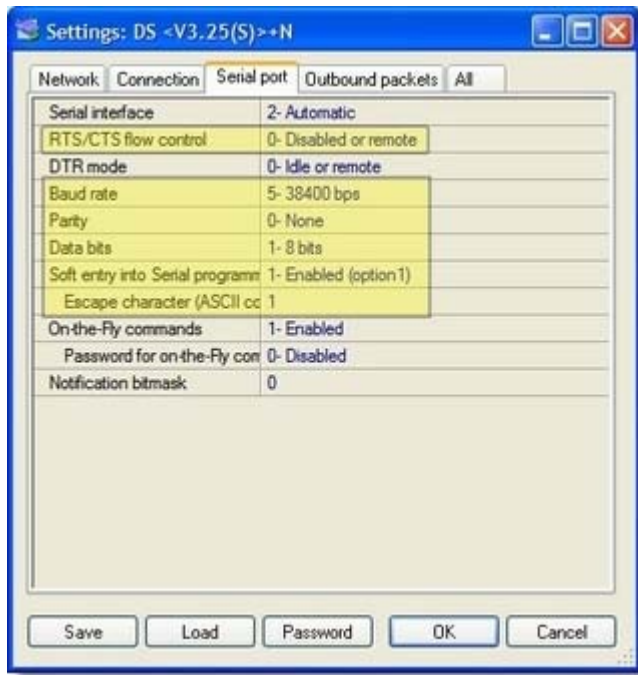 Settings: DS <V3.25(S)>+N
Network Connection Serial port Outbound packets All
Serial interface 2- Automatic
RTS/CTS flow control 0- Disabled or remote
DTR mode 0- Idle or remote
Baud rate 5- 38400 bps
Parity 0- None
Data bits 1- 8 bits
Soft entry into Serial programm 1- Enabled (option1)
Escape character (ASCII cc 1
On-the-Fly commands 1- Enabled
Password for on-the-Fly com 0- Disabled
Notification bitmask 0
Save Load Password OK Cancel